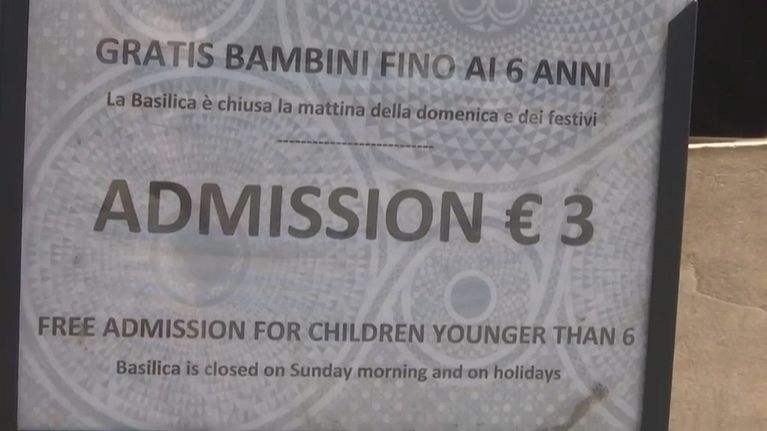 GRATIS BAMBINI FINO AI 6 ANNI
La Basilica è chiusa la mattina della domenica e dei festivi
--------------------------
ADMISSION € 3
FREE ADMISSION FOR CHILDREN YOUNGER THAN 6
Basilica is closed on Sunday morning and on holidays